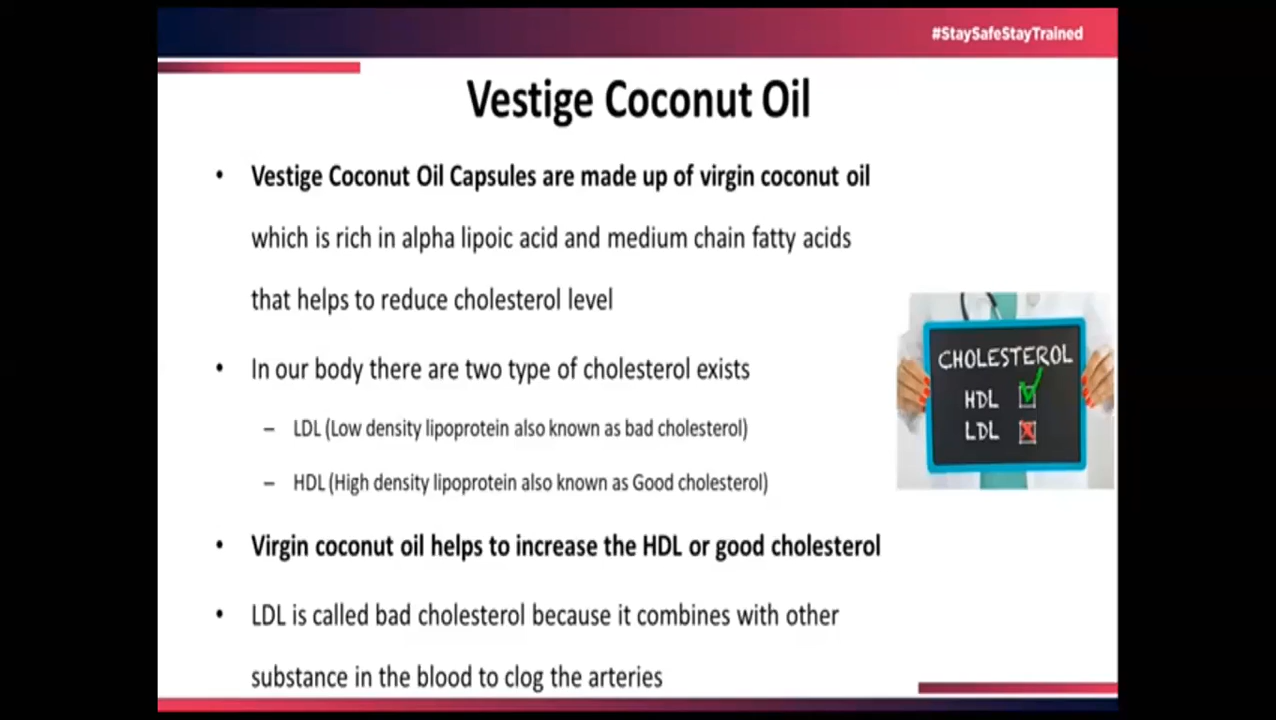 #StaySafeStayTrained
Vestige Coconut Oil
• Vestige Coconut Oil Capsules are made up of virgin coconut oil
which is rich in alpha lipoic acid and medium chain fatty acids
that helps to reduce cholesterol level
• In our body there are two type of cholesterol exists
– LDL (Low density lipoprotein also known as bad cholesterol)
– HDL (High density lipoprotein also known as Good cholesterol)
CHOLESTEROL
HDL
LDL
• Virgin coconut oil helps to increase the HDL or good cholesterol
• LDL is called bad cholesterol because it combines with other
substance in the blood to clog the arteries